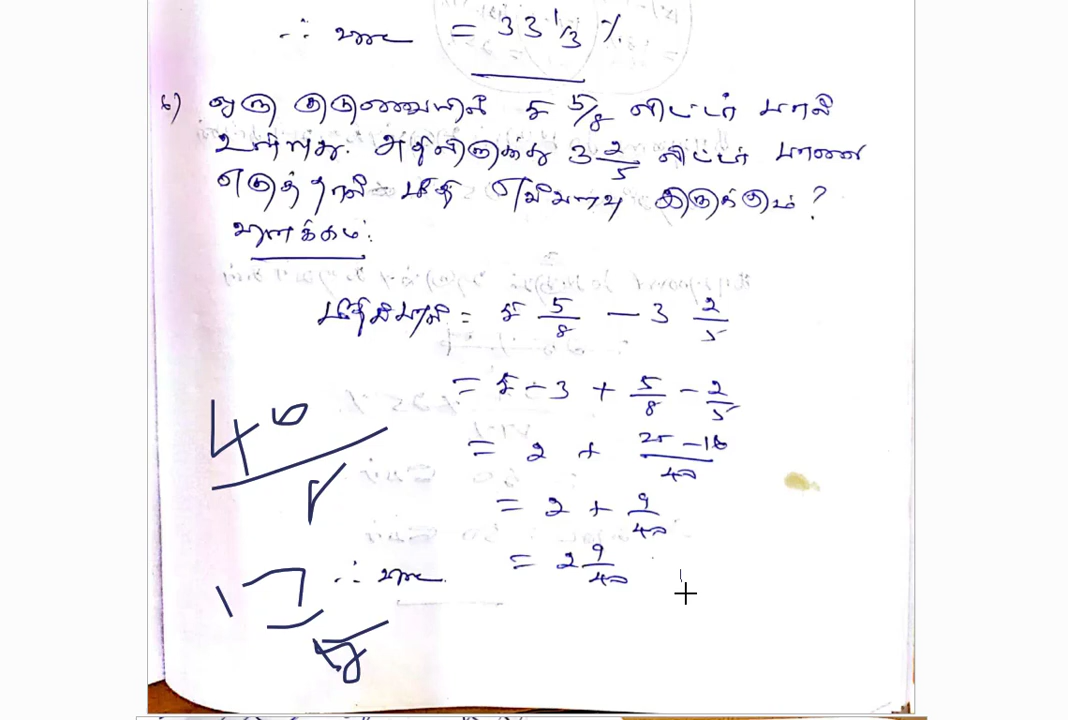 ∴ விடை = 33 1/3 %
6) ஒரு குடுவையில் 5 5/8 லிட்டர் பால்
உள்ளது. அதிலிருந்து 3 2/5 லிட்டர் பாலை
எடுத்தால் மீதி எவ்வளவு இருக்கும்?
விளக்கம்:
மீதிபால் = 5 5/8 − 3 2/5
= 5 − 3 + 5/8 − 2/5
= 2 + 25 − 16/40
= 2 + 9/40
∴ விடை = 2 9/40